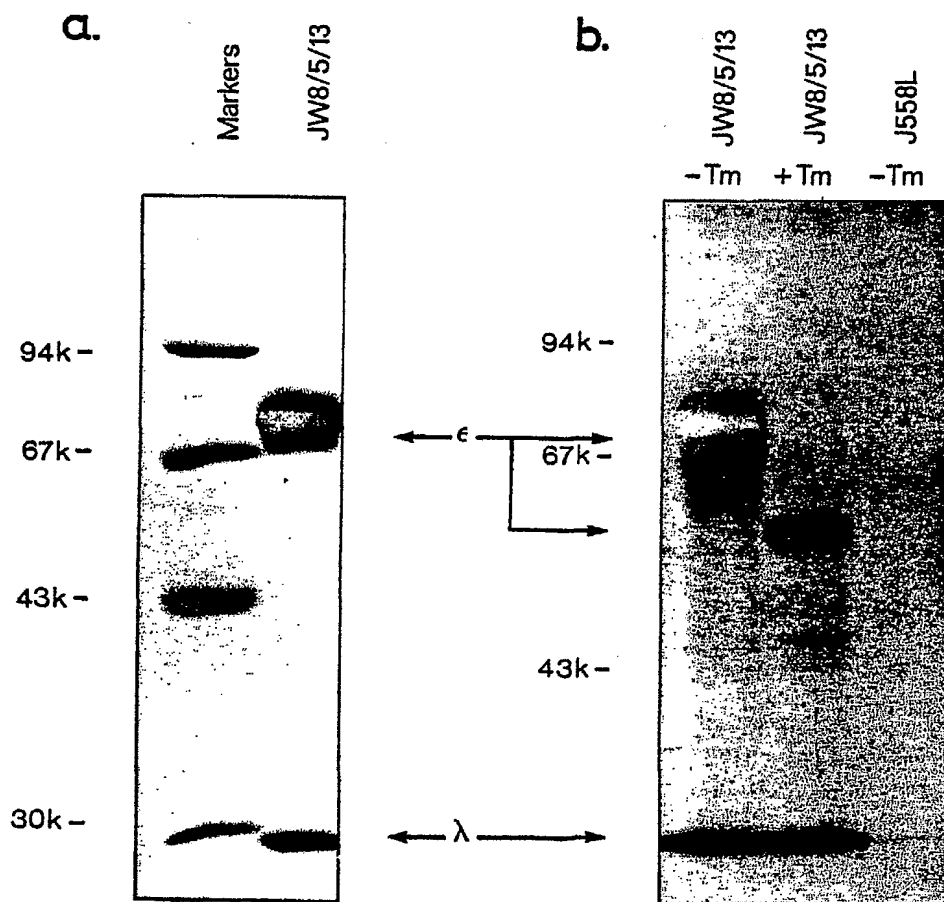 a.
Markers
JW8/5/13
94k -
67k -
43k -
30k -
ϵ
λ
b.
JW8/5/13
JW8/5/13
J558L
-Tm
+Tm
-Tm
94k -
67k -
43k -